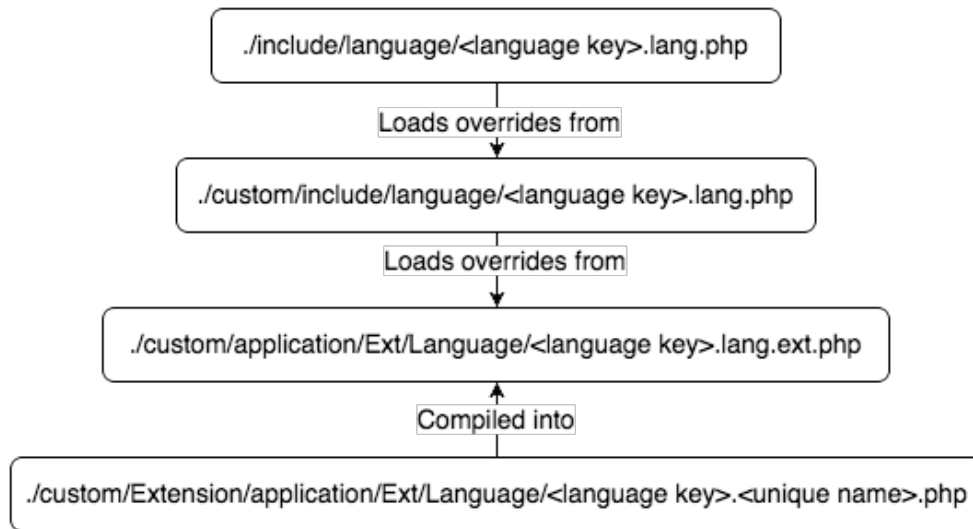 ./include/language/<language key>.lang.php
Loads overrides from
./custom/include/language/<language key>.lang.php
Loads overrides from
./custom/application/Ext/Language/<language key>.lang.ext.php
Compiled into
./custom/Extension/application/Ext/Language/<language key>.<unique name>.php